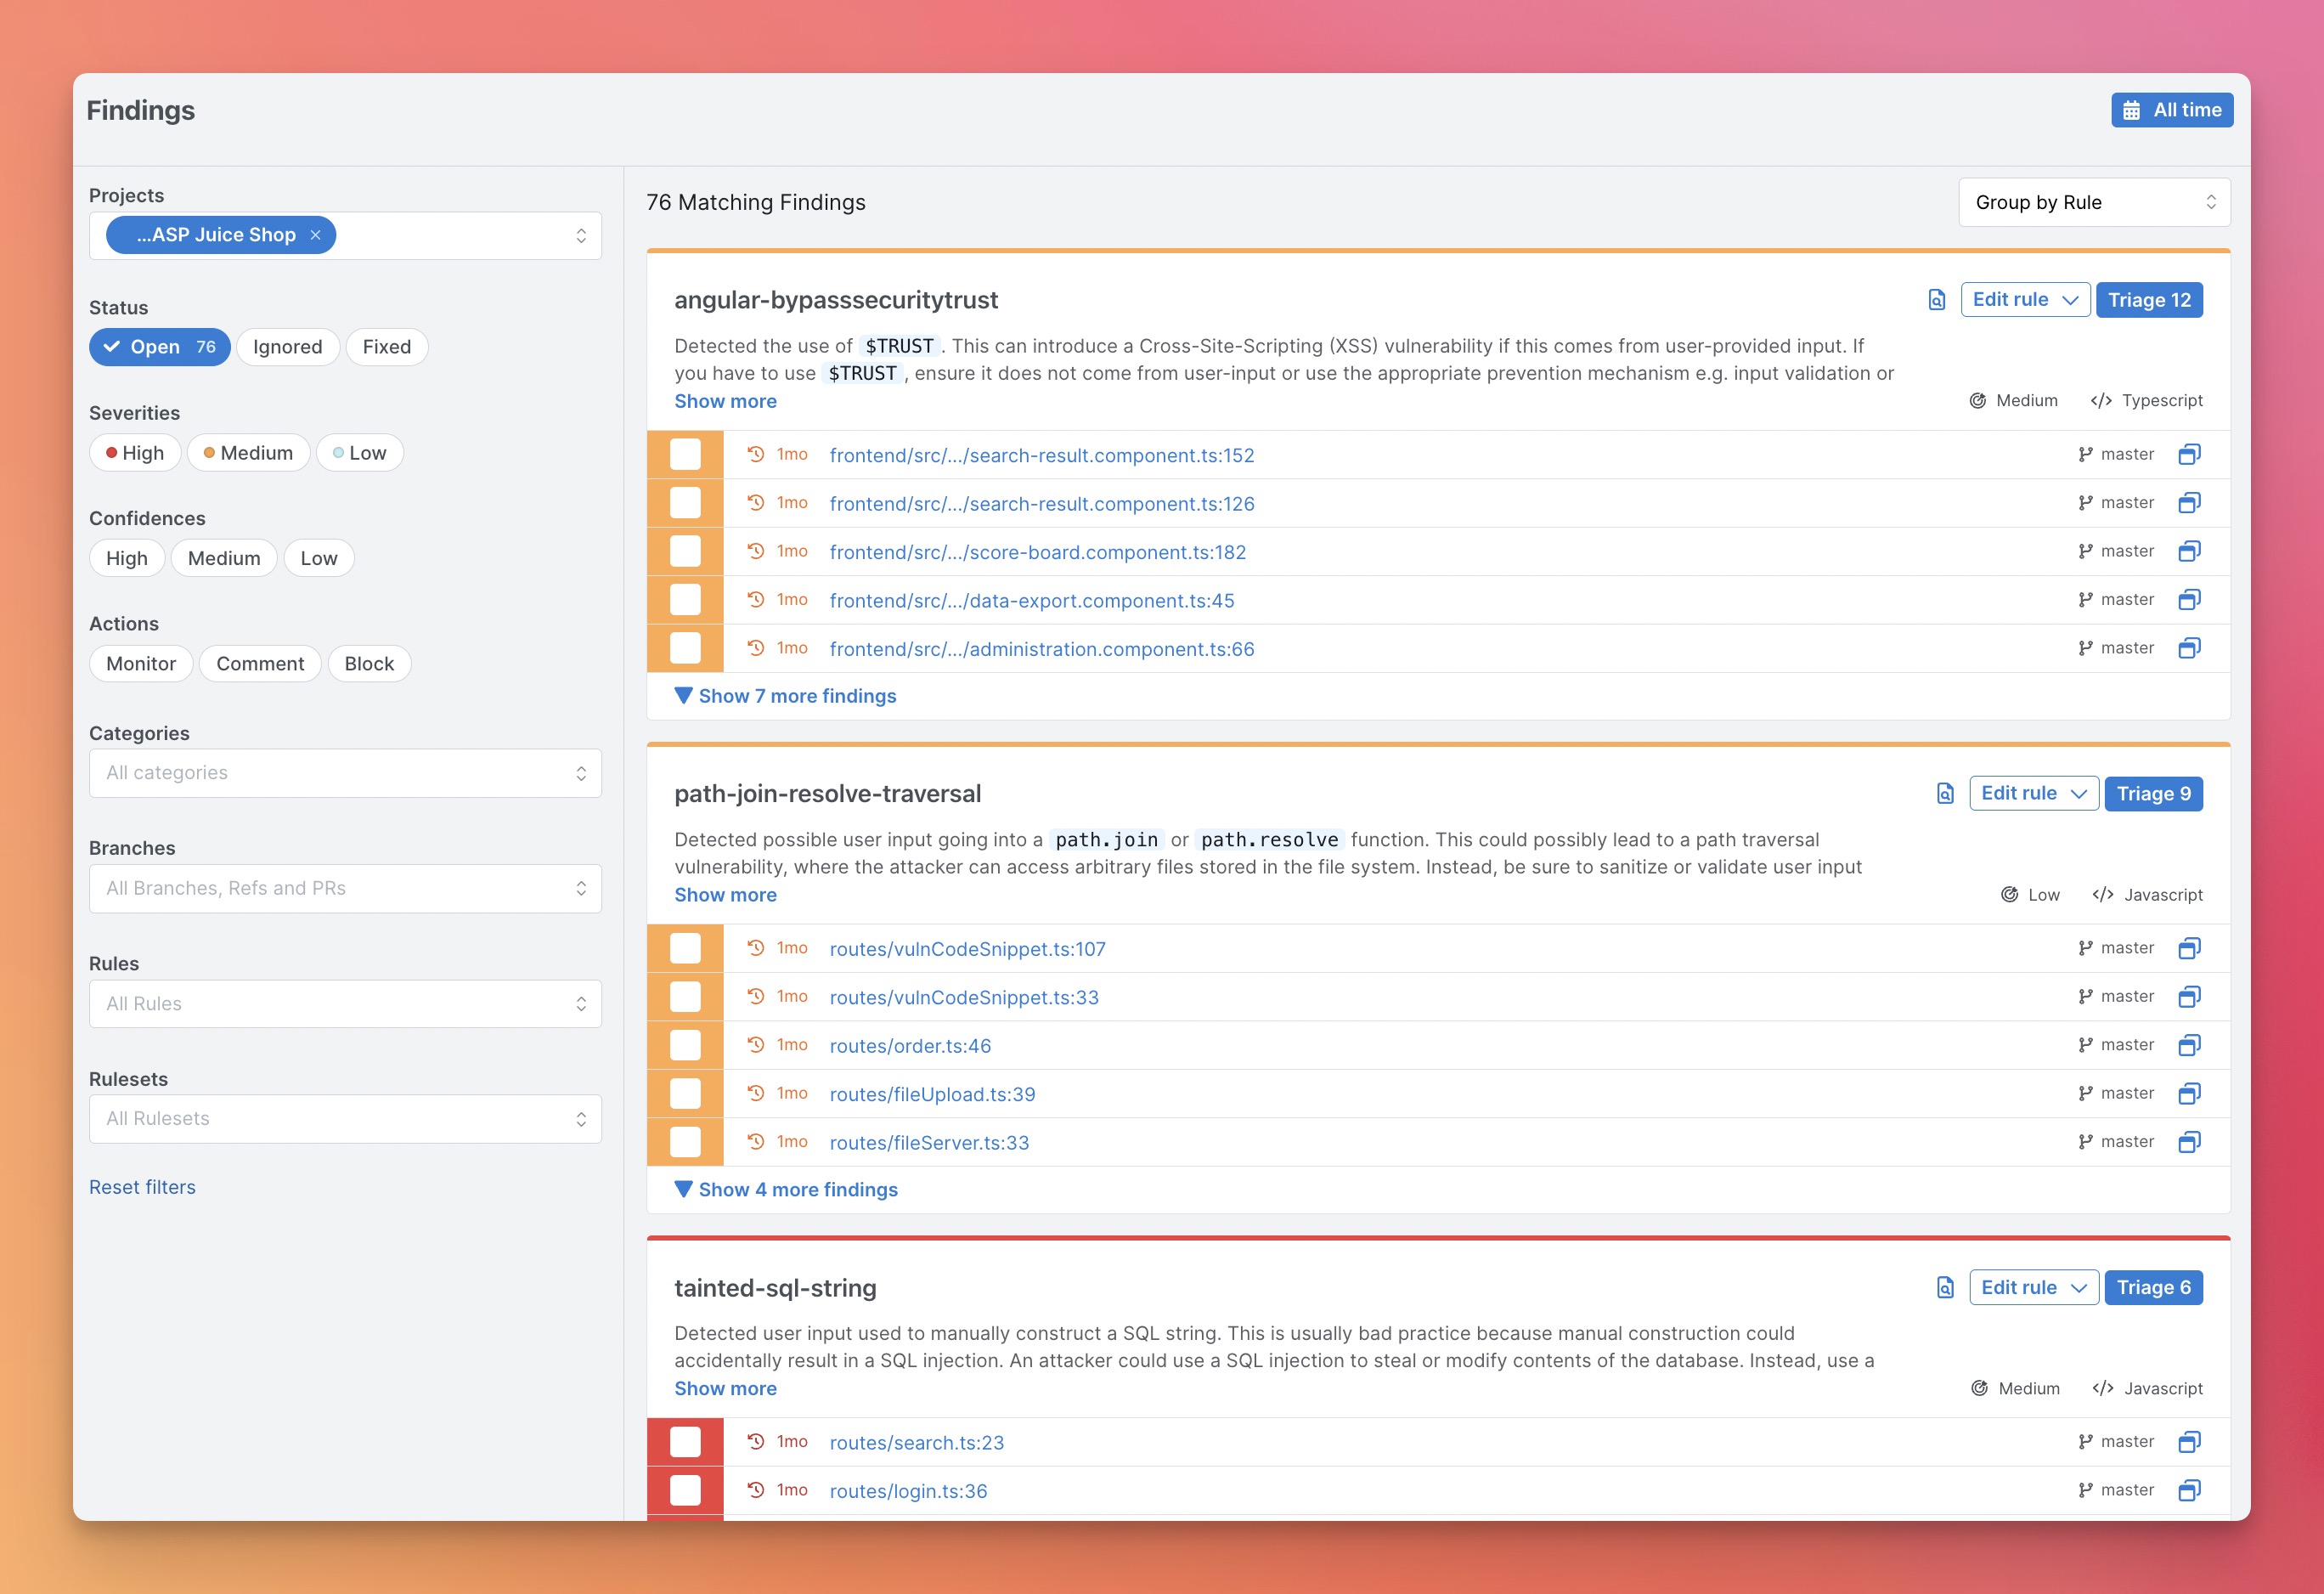 Findings
All time
Projects
...ASP Juice Shop ×
Status
Open 76 Ignored Fixed
Severities
High Medium Low
Confidences
High Medium Low
Actions
Monitor Comment Block
Categories
All categories
Branches
All Branches, Refs and PRs
Rules
All Rules
Rulesets
All Rulesets
Reset filters
76 Matching Findings
Group by Rule
angular-bypasssecuritytrust
Edit rule Triage 12
Detected the use of $TRUST. This can introduce a Cross-Site-Scripting (XSS) vulnerability if this comes from user-provided input. If
you have to use $TRUST, ensure it does not come from user-input or use the appropriate prevention mechanism e.g. input validation or
Show more
Medium </> Typescript
1mo frontend/src/.../search-result.component.ts:152 master
1mo frontend/src/.../search-result.component.ts:126 master
1mo frontend/src/.../score-board.component.ts:182 master
1mo frontend/src/.../data-export.component.ts:45 master
1mo frontend/src/.../administration.component.ts:66 master
Show 7 more findings
path-join-resolve-traversal
Edit rule Triage 9
Detected possible user input going into a path.join or path.resolve function. This could possibly lead to a path traversal
vulnerability, where the attacker can access arbitrary files stored in the file system. Instead, be sure to sanitize or validate user input
Show more
Low </> Javascript
1mo routes/vulnCodeSnippet.ts:107 master
1mo routes/vulnCodeSnippet.ts:33 master
1mo routes/order.ts:46 master
1mo routes/fileUpload.ts:39 master
1mo routes/fileServer.ts:33 master
Show 4 more findings
tainted-sql-string
Edit rule Triage 6
Detected user input used to manually construct a SQL string. This is usually bad practice because manual construction could
accidentally result in a SQL injection. An attacker could use a SQL injection to steal or modify contents of the database. Instead, use a
Show more
Medium </> Javascript
1mo routes/search.ts:23 master
1mo routes/login.ts:36 master